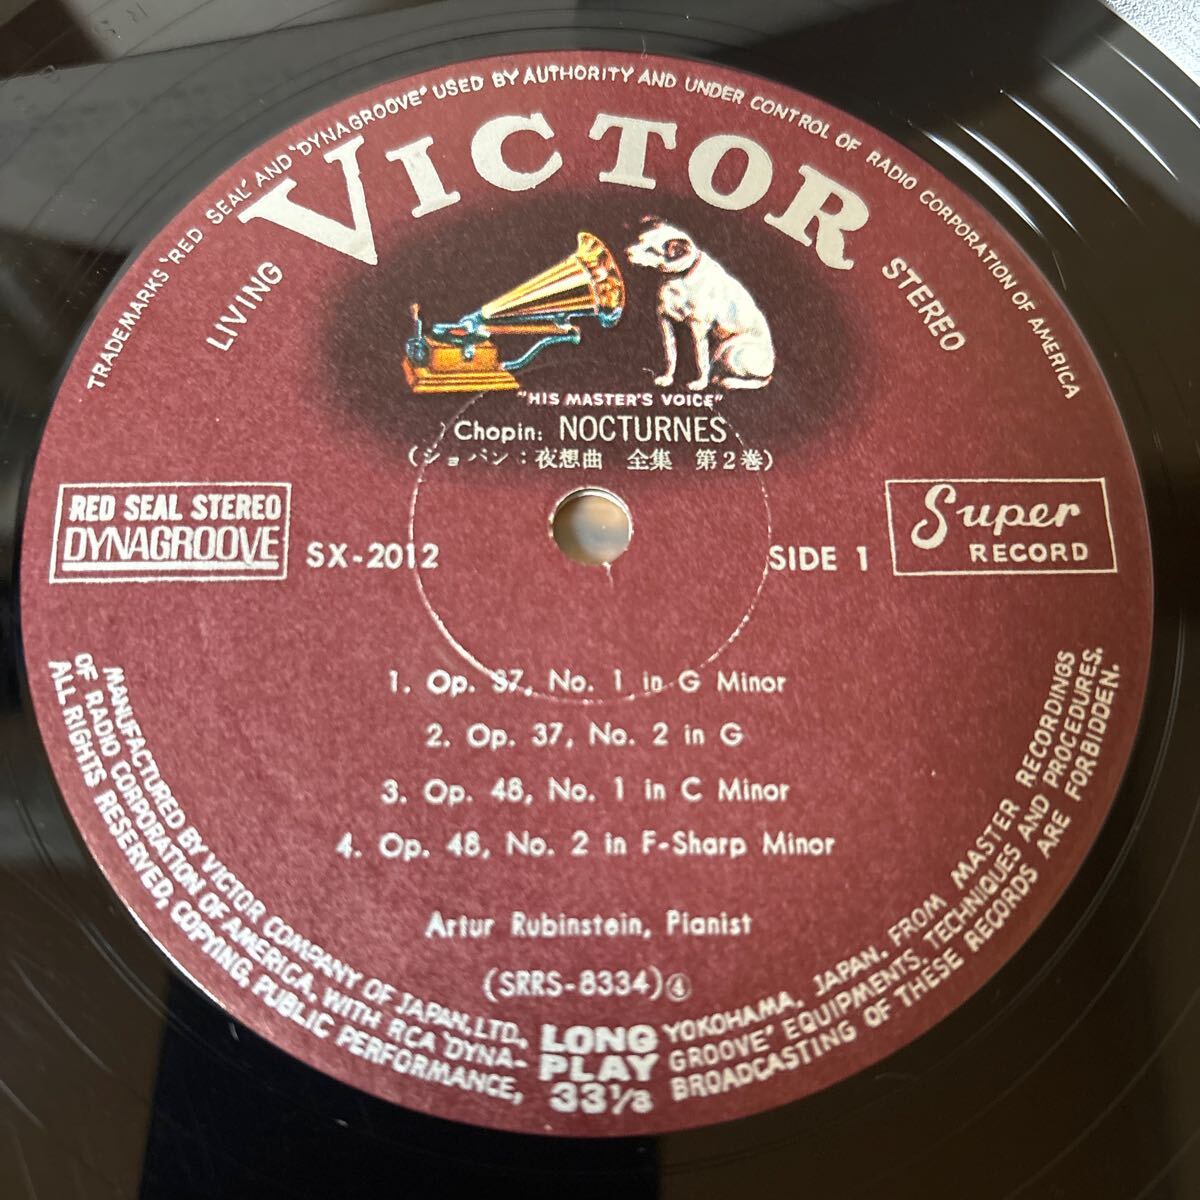 TRADEMARKS "RED SEAL" AND "DYNAGROOVE" USED BY AUTHORITY AND UNDER CONTROL OF RADIO CORPORATION OF AMERICA
VICTOR
LIVING
STEREO
"HIS MASTER'S VOICE"
Chopin: NOCTURNES
(ショパン:夜想曲 全集 第2巻)
RED SEAL STEREO
DYNAGROOVE
SX-2012
SIDE 1
Super
RECORD
1. Op. 37, No. 1 in G Minor
2. Op. 37, No. 2 in G
3. Op. 48, No. 1 in C Minor
4. Op. 48, No. 2 in F-Sharp Minor
Artur Rubinstein, Pianist
(SRRS-8334)④
MANUFACTURED BY VICTOR COMPANY OF JAPAN, LTD., YOKOHAMA, JAPAN, FROM MASTER RECORDINGS
OF RADIO CORPORATION OF AMERICA, WITH RCA "DYNA-GROOVE" EQUIPMENTS, TECHNIQUES AND PROCEDURES.
ALL RIGHTS RESERVED, COPYING, PUBLIC PERFORMANCE, BROADCASTING OF THESE RECORDS ARE FORBIDDEN.
LONG
PLAY
33⅓